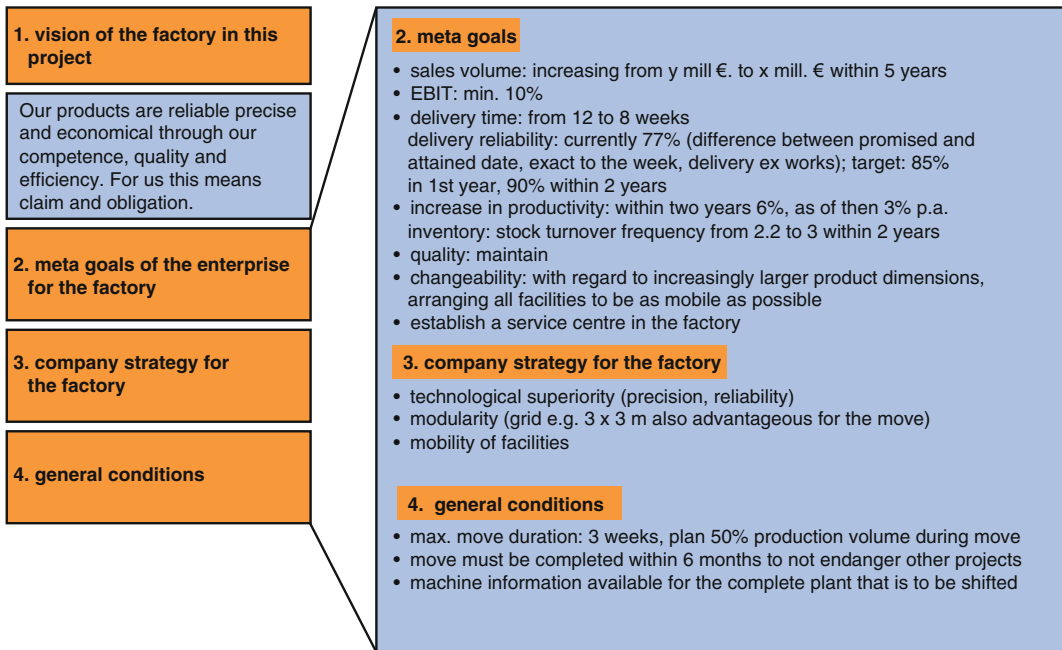 1. vision of the factory in this
project
Our products are reliable precise
and economical through our
competence, quality and
efficiency. For us this means
claim and obligation.
2. meta goals of the enterprise
for the factory
3. company strategy for
the factory
4. general conditions
2. meta goals
• sales volume: increasing from y mill €. to x mill. € within 5 years
• EBIT: min. 10%
• delivery time: from 12 to 8 weeks
delivery reliability: currently 77% (difference between promised and
attained date, exact to the week, delivery ex works); target: 85%
in 1st year, 90% within 2 years
• increase in productivity: within two years 6%, as of then 3% p.a.
inventory: stock turnover frequency from 2.2 to 3 within 2 years
• quality: maintain
• changeability: with regard to increasingly larger product dimensions,
arranging all facilities to be as mobile as possible
• establish a service centre in the factory
3. company strategy for the factory
• technological superiority (precision, reliability)
• modularity (grid e.g. 3 x 3 m also advantageous for the move)
• mobility of facilities
4. general conditions
• max. move duration: 3 weeks, plan 50% production volume during move
• move must be completed within 6 months to not endanger other projects
• machine information available for the complete plant that is to be shifted